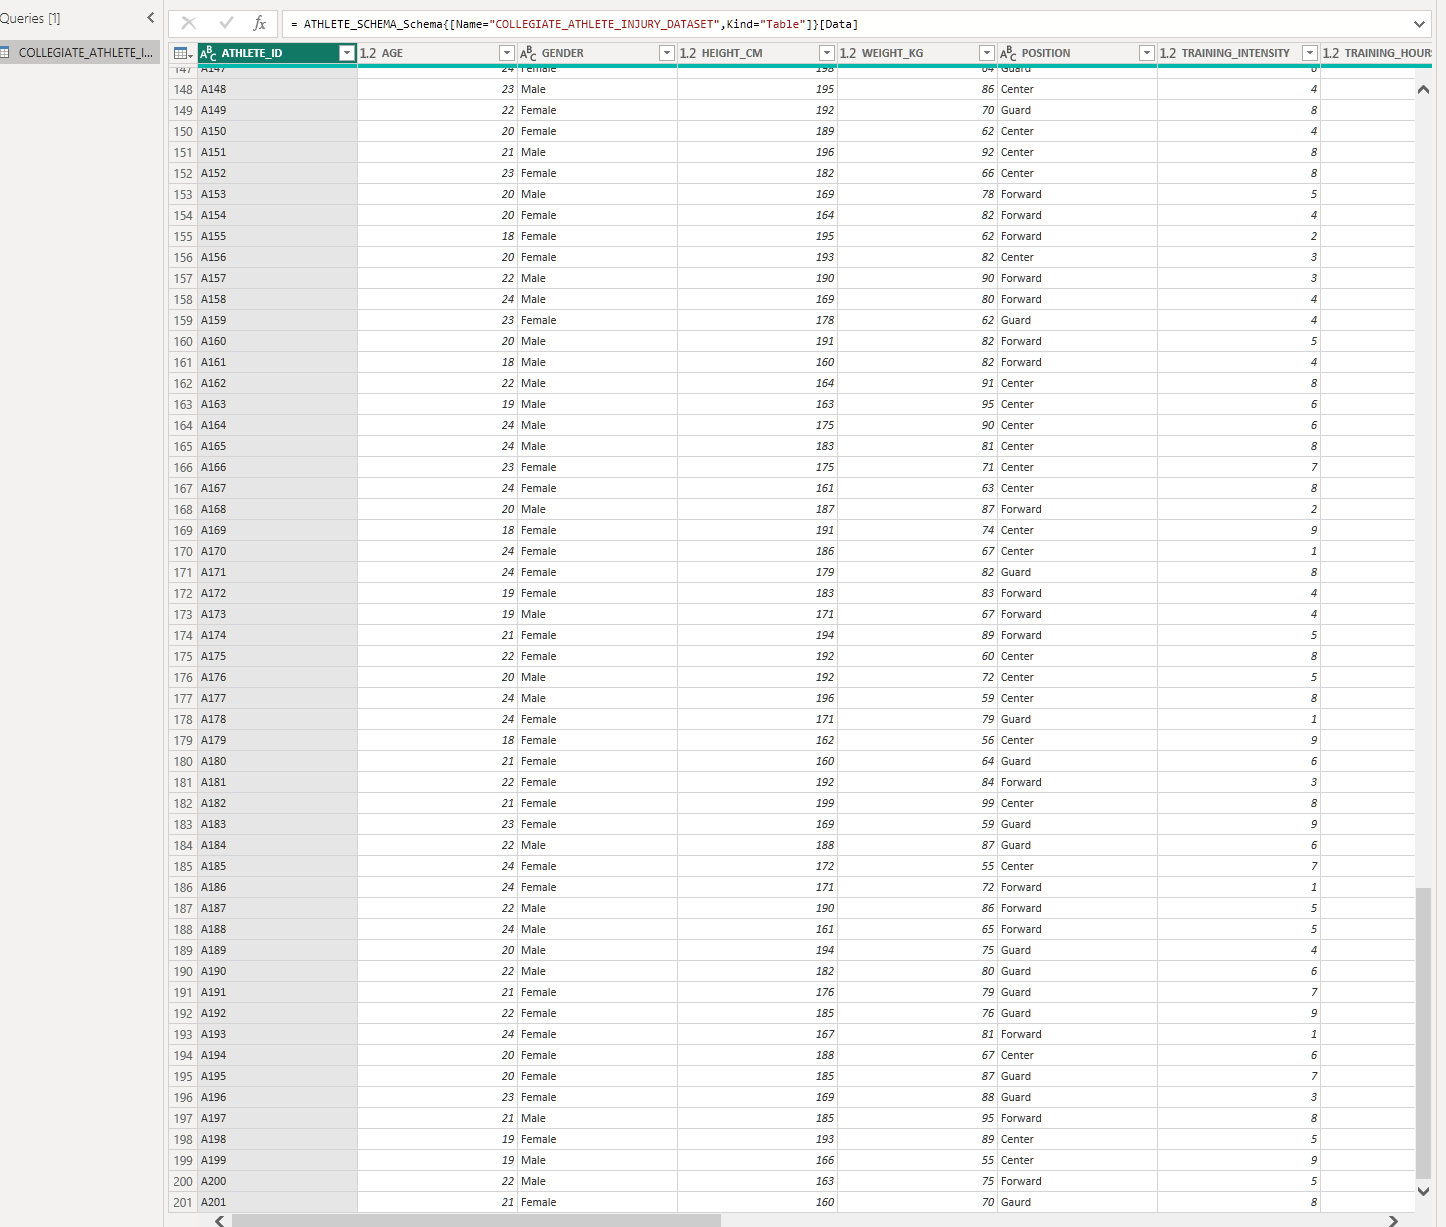 Queries [1]
fx = ATHLETE_SCHEMA_Schema{[Name="COLLEGIATE_ATHLETE_INJURY_DATASET",Kind="Table"]}[Data]
COLLEGIATE_ATHLETE_I...
ABC ATHLETE_ID 1.2 AGE ABC GENDER 1.2 HEIGHT_CM 1.2 WEIGHT_KG ABC POSITION 1.2 TRAINING_INTENSITY 1.2 TRAINING_HOURS
147 A147 24 Female 198 64 Guard
148 A148 23 Male 195 86 Center 4
149 A149 22 Female 192 70 Guard 8
150 A150 20 Female 189 62 Center 4
151 A151 21 Male 196 92 Center 8
152 A152 23 Female 182 66 Center 8
153 A153 20 Male 169 78 Forward 5
154 A154 20 Female 164 82 Forward 4
155 A155 18 Female 195 62 Forward 2
156 A156 20 Female 193 82 Center 3
157 A157 22 Male 190 90 Forward 3
158 A158 24 Male 169 80 Forward 4
159 A159 23 Female 178 62 Guard 4
160 A160 20 Male 191 82 Forward 5
161 A161 18 Male 160 82 Forward 4
162 A162 22 Male 164 91 Center 8
163 A163 19 Male 163 95 Center 6
164 A164 24 Male 175 90 Center 6
165 A165 24 Male 183 81 Center 8
166 A166 23 Female 175 71 Center 7
167 A167 24 Female 161 63 Center 8
168 A168 20 Male 187 87 Forward 2
169 A169 18 Female 191 74 Center 9
170 A170 24 Female 186 67 Center 1
171 A171 24 Female 179 82 Guard 8
172 A172 19 Female 183 83 Forward 4
173 A173 19 Male 171 67 Forward 4
174 A174 21 Female 194 89 Forward 5
175 A175 22 Female 192 60 Center 8
176 A176 20 Male 192 72 Center 5
177 A177 24 Male 196 59 Center 8
178 A178 24 Female 171 79 Guard 1
179 A179 18 Female 162 56 Center 9
180 A180 21 Female 160 64 Guard 6
181 A181 22 Female 192 84 Forward 3
182 A182 21 Female 199 99 Center 8
183 A183 23 Female 169 59 Guard 9
184 A184 22 Male 188 87 Guard 6
185 A185 24 Female 172 55 Center 7
186 A186 24 Female 171 72 Forward 1
187 A187 22 Male 190 86 Forward 5
188 A188 24 Male 161 65 Forward 5
189 A189 20 Male 194 75 Guard 4
190 A190 22 Male 182 80 Guard 6
191 A191 21 Female 176 79 Guard 7
192 A192 22 Female 185 76 Guard 9
193 A193 24 Female 167 81 Forward 1
194 A194 20 Female 188 67 Center 6
195 A195 20 Female 185 87 Guard 7
196 A196 23 Female 169 88 Guard 3
197 A197 21 Male 185 95 Forward 8
198 A198 19 Female 193 89 Center 5
199 A199 19 Male 166 55 Center 9
200 A200 22 Male 163 75 Forward 5
201 A201 21 Female 160 70 Gaurd 8